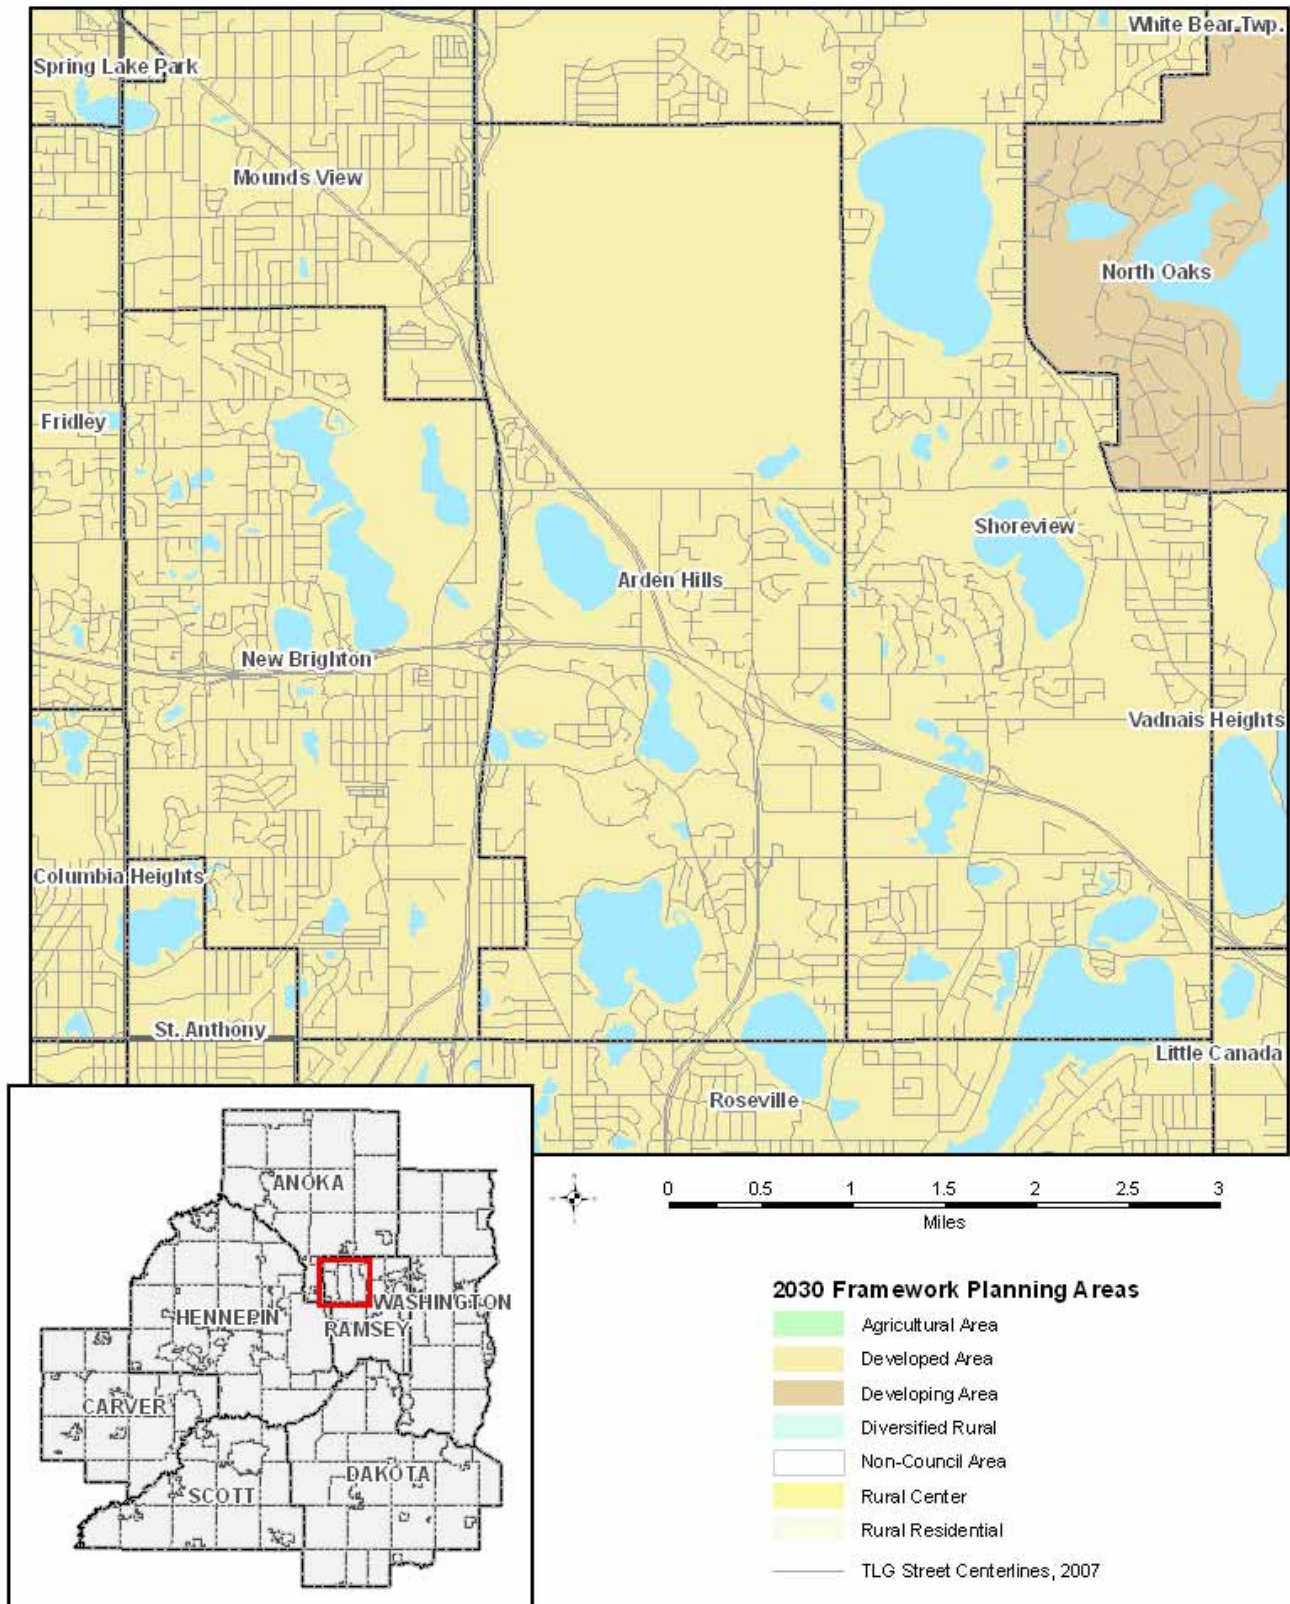 White Bear Twp.
Spring Lake Park
Mounds View
North Oaks
Fridley
Shoreview
Arden Hills
New Brighton
Vadnais Heights
Columbia Heights
St. Anthony
Little Canada
Roseville
ANOKA
HENNEPIN
WASHINGTON
RAMSEY
CARVER
SCOTT
DAKOTA
0 0.5 1 1.5 2 2.5 3
Miles
2030 Framework Planning Areas
Agricultural Area
Developed Area
Developing Area
Diversified Rural
Non-Council Area
Rural Center
Rural Residential
TLG Street Centerlines, 2007